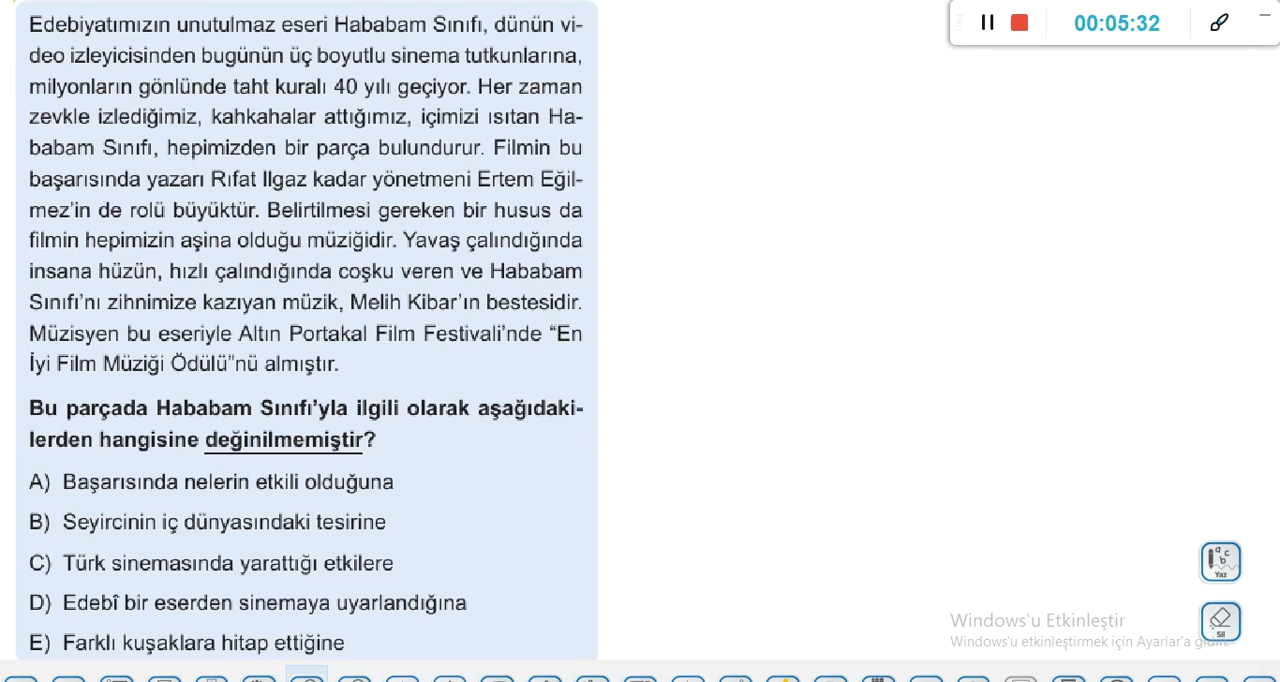 Edebiyatımızın unutulmaz eseri Hababam Sınıfı, dünün vi-
deo izleyicisinden bugünün üç boyutlu sinema tutkunlarına,
milyonların gönlünde taht kuralı 40 yılı geçiyor. Her zaman
zevkle izlediğimiz, kahkahalar attığımız, içimizi ısıtan Ha-
babam Sınıfı, hepimizden bir parça bulundurur. Filmin bu
başarısında yazarı Rıfat Ilgaz kadar yönetmeni Ertem Eğil-
mez'in de rolü büyüktür. Belirtilmesi gereken bir husus da
filmin hepimizin aşina olduğu müziğidir. Yavaş çalındığında
insana hüzün, hızlı çalındığında coşku veren ve Hababam
Sınıfı'nı zihnimize kazıyan müzik, Melih Kibar'ın bestesidir.
Müzisyen bu eseriyle Altın Portakal Film Festivali'nde “En
İyi Film Müziği Ödülü”nü almıştır.
Bu parçada Hababam Sınıfı'yla ilgili olarak aşağıdaki-
lerden hangisine değinilmemiştir?
A) Başarısında nelerin etkili olduğuna
B) Seyircinin iç dünyasındaki tesirine
C) Türk sinemasında yarattığı etkilere
D) Edebî bir eserden sinemaya uyarlandığına
E) Farklı kuşaklara hitap ettiğine
00:05:32
a b c
Yaz
Sil
Windows'u Etkinleştir
Windows'u etkinleştirmek için Ayarlar'a gidin.